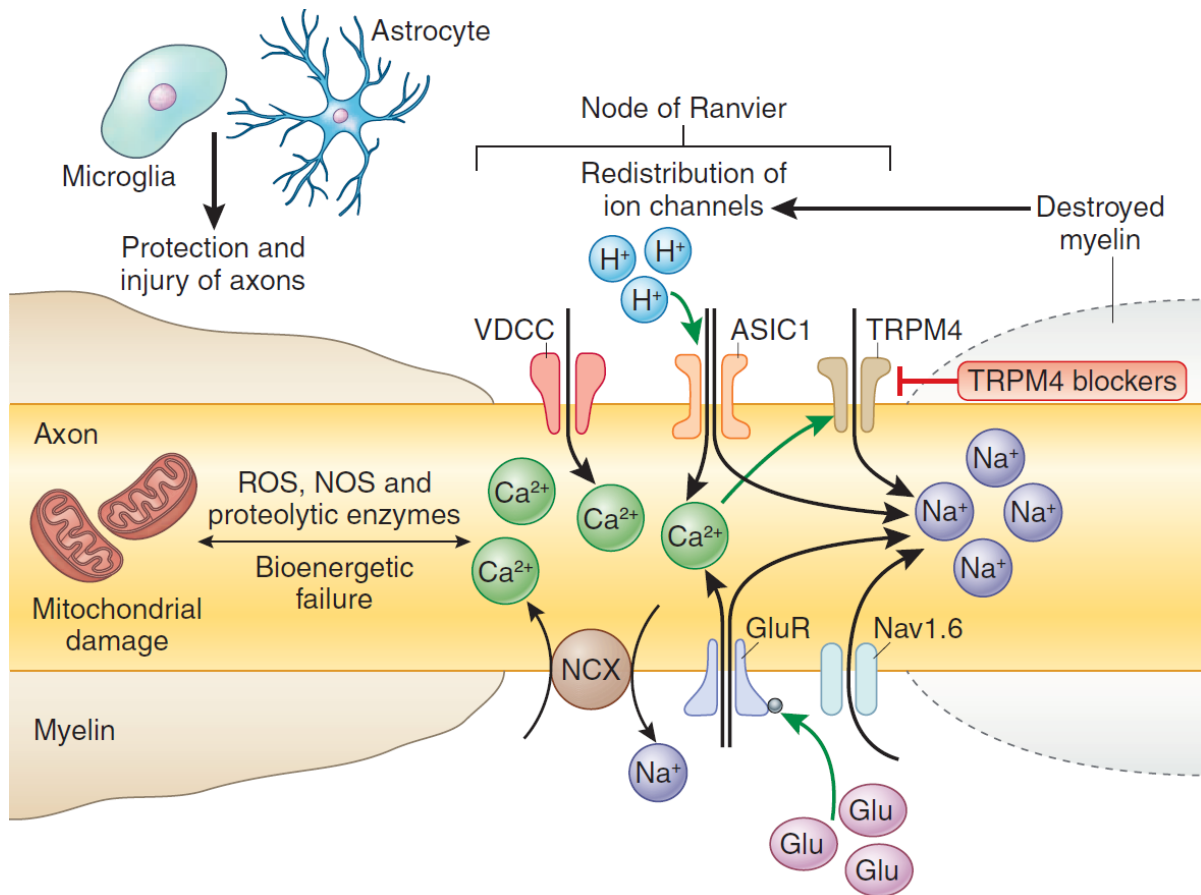 Astrocyte
Microglia
Protection and
injury of axons
Node of Ranvier
Redistribution of
ion channels
Destroyed
myelin
H⁺
H⁺
H⁺
VDCC
ASIC1
TRPM4
TRPM4 blockers
Axon
ROS, NOS and
proteolytic enzymes
Bioenergetic
failure
Mitochondrial
damage
Ca²⁺
Ca²⁺
Ca²⁺
Ca²⁺
Na⁺
Na⁺
Na⁺
Na⁺
NCX
GluR
Nav1.6
Myelin
Na⁺
Glu
Glu
Glu